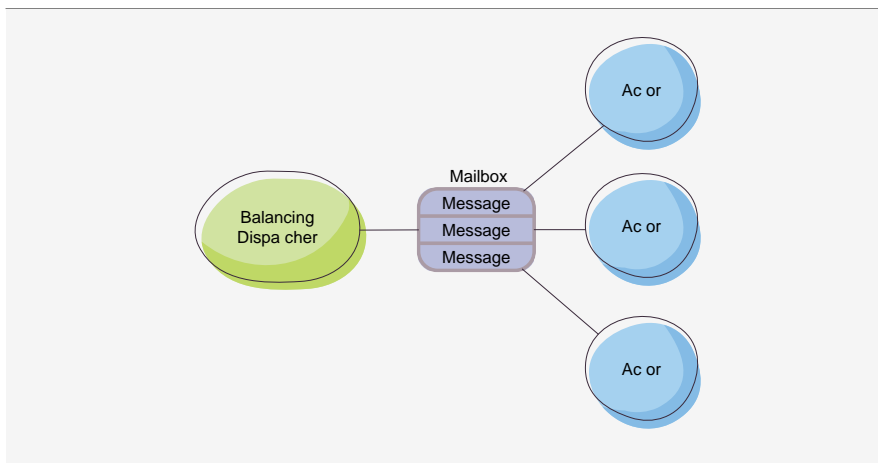 Ac or
Mailbox
Message
Balancing
Dispa cher
Message
Ac or
Message
Ac or